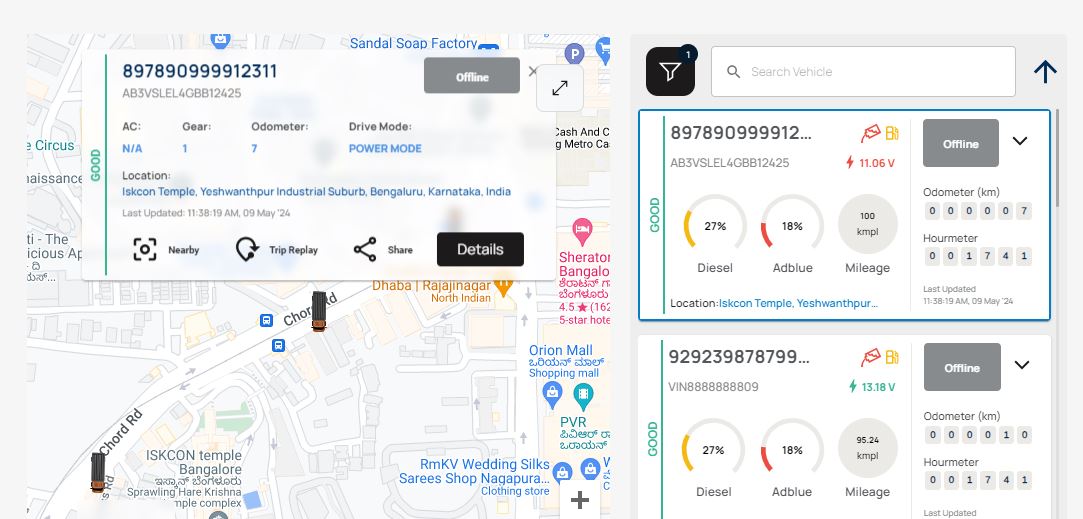 Sandal Soap Factory
P
897890999912311
AB3VSLEL4GBB12425
Offline
GOOD
AC:
Gear:
Odometer:
Drive Mode:
N/A
1
7
POWER MODE
Location:
Iskcon Temple, Yeshwanthpur Industrial Suburb, Bengaluru, Karnataka, India
Last Updated: 11:38:19 AM, 09 May '24
Nearby
Trip Replay
Share
Details
e Circus
naissance
ti - The
icious Ap
Cash And C
g Metro Ca
Sheraton
Bangalo
4.5 ★ (162
5-star hote
Dhaba | Rajajinagar
North Indian
Chord Rd
Orion Mall
ಒರಿಯನ್ ಮಾಲ್
Shopping mall
PVR
Chord Rd
ISKCON temple
Bangalore
ಇಸ್ಕಾನ್ ಬೆಂಗಳೂರು
Sprawling Hare Krishna
mple complex
RmKV Wedding Silks
Sarees Shop Nagapura...
Clothing store
1
Search Vehicle
GOOD
897890999912...
AB3VSLEL4GBB12425
11.06 V
27%
18%
100
kmpl
Diesel
Adblue
Mileage
Location:Iskcon Temple, Yeshwanthpur...
Offline
Odometer (km)
0 0 0 0 0 7
Hourmeter
0 0 1 7 4 1
Last Updated
11:38:19 AM, 09 May '24
GOOD
929239878799...
VIN8888888809
13.18 V
27%
18%
95.24
kmpl
Diesel
Adblue
Mileage
Offline
Odometer (km)
0 0 0 0 1 0
Hourmeter
0 0 1 7 4 1
Last Updated